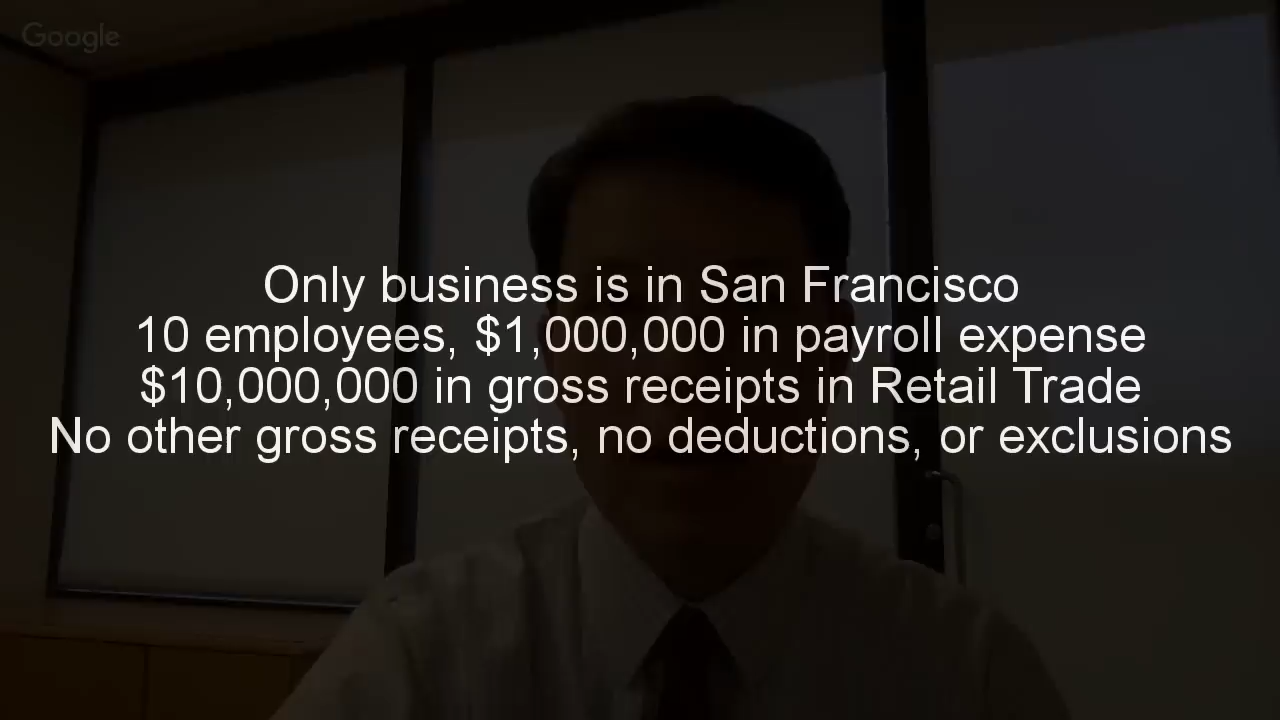 Google
Only business is in San Francisco
10 employees, $1,000,000 in payroll expense
$10,000,000 in gross receipts in Retail Trade
No other gross receipts, no deductions, or exclusions